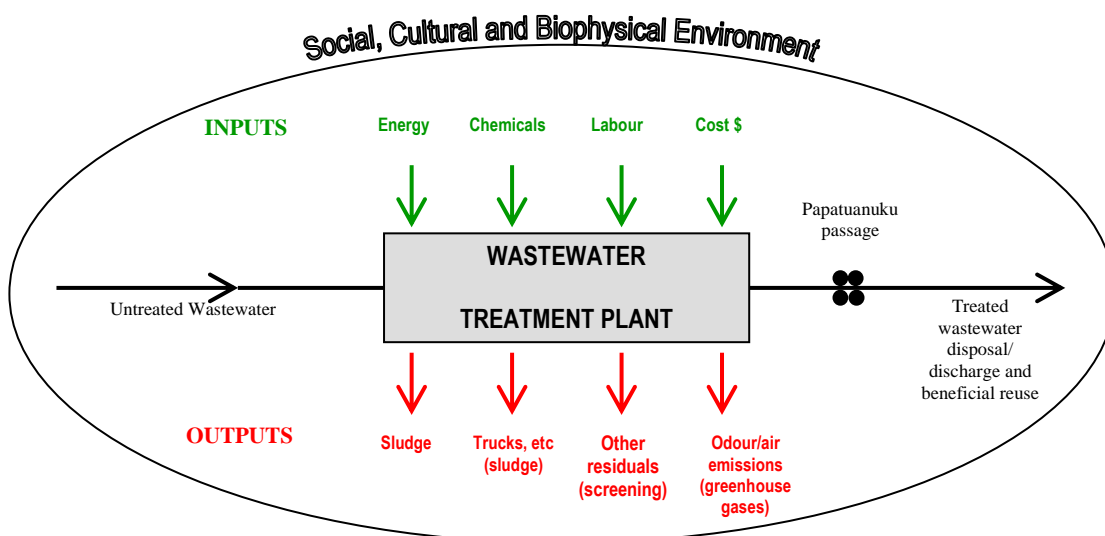 Social, Cultural and Biophysical Environment
INPUTS
Energy
Chemicals
Labour
Cost $
Papatuanuku
passage
WASTEWATER
TREATMENT PLANT
Untreated Wastewater
Treated
wastewater
disposal/
discharge and
beneficial reuse
OUTPUTS
Sludge
Trucks, etc
(sludge)
Other
residuals
(screening)
Odour/air
emissions
(greenhouse
gases)